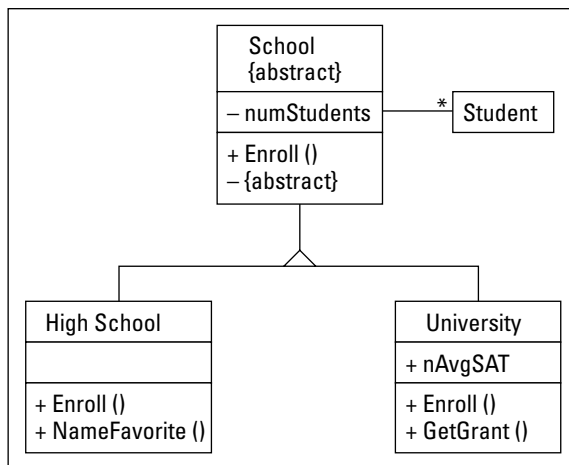 School
{abstract}
– numStudents
*
Student
+ Enroll ()
– {abstract}
High School
+ Enroll ()
+ NameFavorite ()
University
+ nAvgSAT
+ Enroll ()
+ GetGrant ()